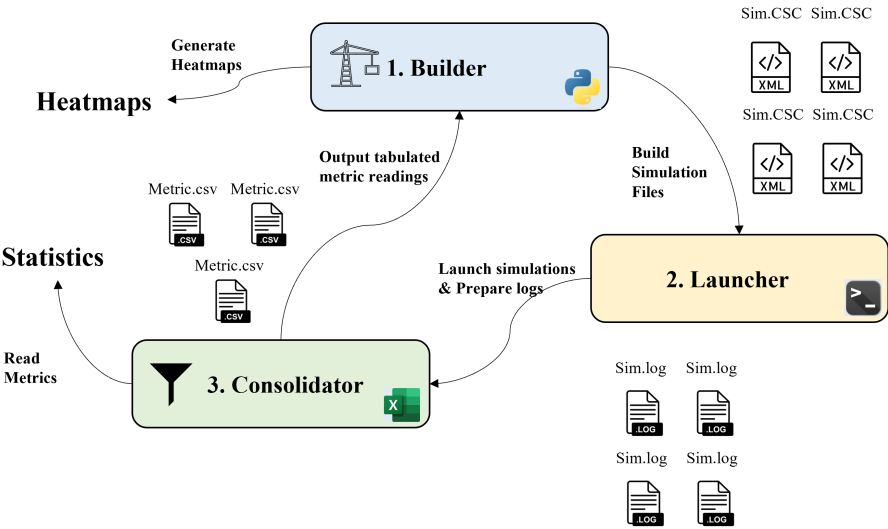 Sim.CSC Sim.CSC
Generate
Heatmaps
1. Builder
</> </>
XML XML
Heatmaps
Sim.CSC Sim.CSC
Build
Simulation
Files
</> </>
XML XML
Output tabulated
metric readings
Metric.csv Metric.csv
.CSV .CSV
Metric.csv
.CSV
Statistics
Launch simulations
& Prepare logs
2. Launcher
>_
Read
Metrics
3. Consolidator
X
Sim.log Sim.log
.LOG .LOG
Sim.log Sim.log
.LOG .LOG